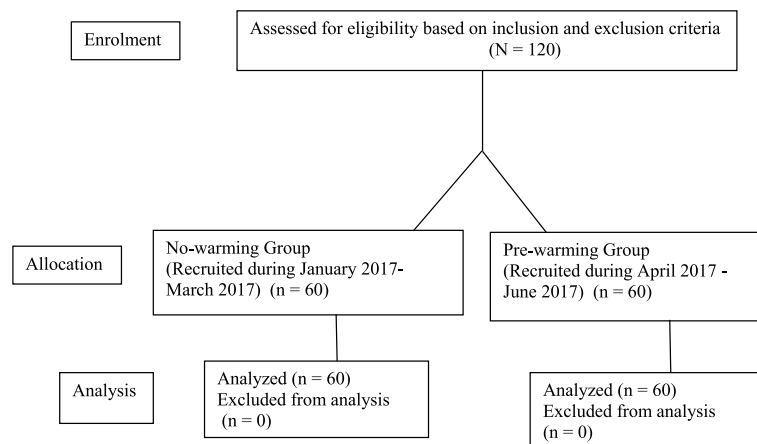 Enrolment
Assessed for eligibility based on inclusion and exclusion criteria
(N = 120)
Allocation
No-warming Group
(Recruited during January 2017-
March 2017) (n = 60)
Pre-warming Group
(Recruited during April 2017 -
June 2017) (n = 60)
Analysis
Analyzed (n = 60)
Excluded from analysis
(n = 0)
Analyzed (n = 60)
Excluded from analysis
(n = 0)